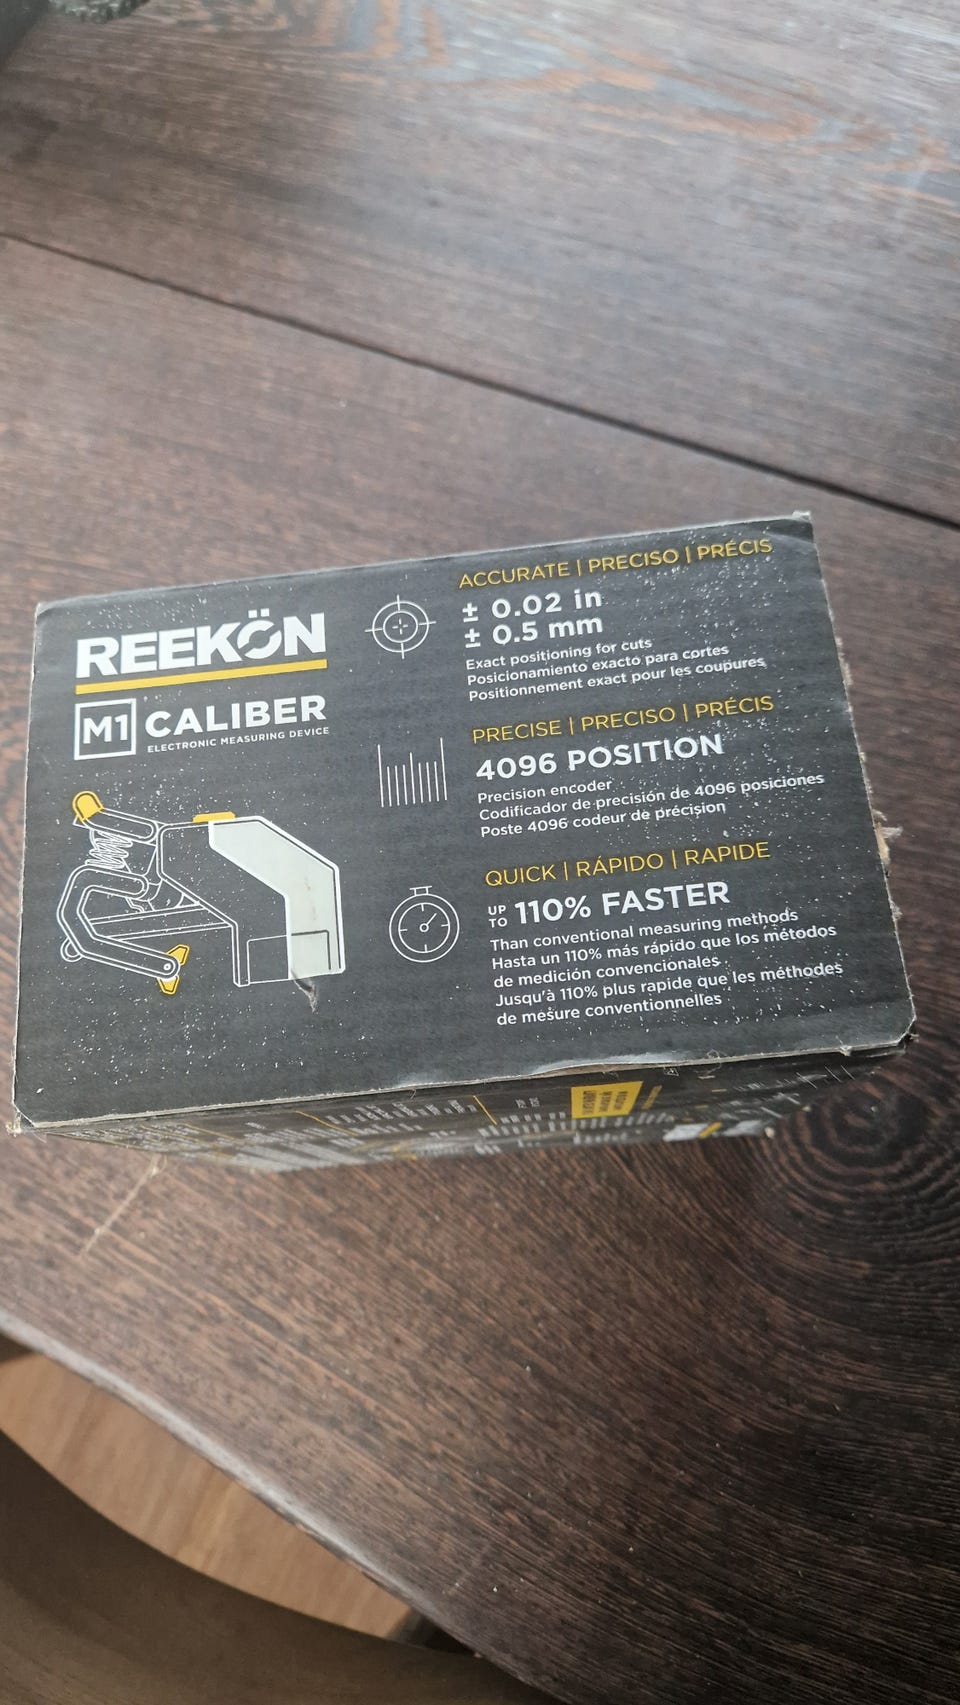 REEKÖN
M1 CALIBER
ELECTRONIC MEASURING DEVICE
ACCURATE | PRECISO | PRÉCIS
± 0.02 in
± 0.5 mm
Exact positioning for cuts
Posicionamiento exacto para cortes
Positionnement exact pour les coupures
PRECISE | PRECISO | PRÉCIS
4096 POSITION
Precision encoder
Codificador de precisión de 4096 posiciones
Poste 4096 codeur de précision
QUICK | RÁPIDO | RAPIDE
UP TO 110% FASTER
Than conventional measuring methods
Hasta un 110% más rápido que los métodos
de medición convencionales
Jusqu'à 110% plus rapide que les méthodes
de mesure conventionnelles